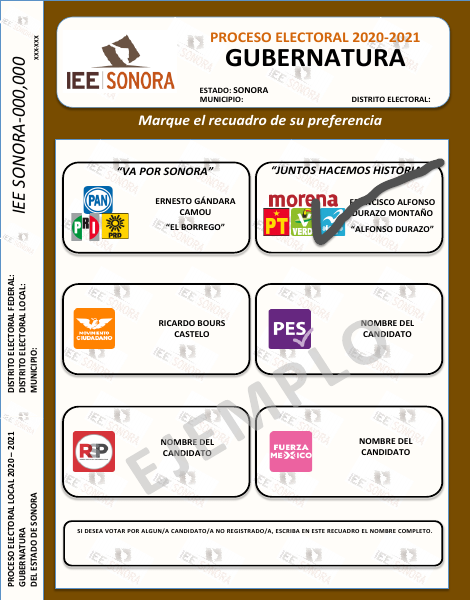 IEE SONORA
PROCESO ELECTORAL 2020-2021
GUBERNATURA
ESTADO: SONORA
MUNICIPIO:
DISTRITO ELECTORAL:
Marque el recuadro de su preferencia
"VA POR SONORA"
PAN
PRI
PRD
ERNESTO GÁNDARA
CAMOU
"EL BORREGO"
"JUNTOS HACEMOS HISTORIA
morena
PT
VERDE
FRANCISCO ALFONSO
DURAZO MONTAÑO
"ALFONSO DURAZO"
MOVIMIENTO
CIUDADANO
RICARDO BOURS
CASTELO
PES
NOMBRE DEL
CANDIDATO
RSP
NOMBRE DEL
CANDIDATO
FUERZA
MEXICO
NOMBRE DEL
CANDIDATO
EJEMPLO
SI DESEA VOTAR POR ALGUN/A CANDIDATO/A NO REGISTRADO/A, ESCRIBA EN ESTE RECUADRO EL NOMBRE COMPLETO.
IEE SONORA-000,000
XXX-XXX
DISTRITO ELECTORAL FEDERAL:
DISTRITO ELECTORAL LOCAL:
MUNICIPIO:
PROCESO ELECTORAL LOCAL 2020 – 2021
GUBERNATURA
DEL ESTADO DE SONORA